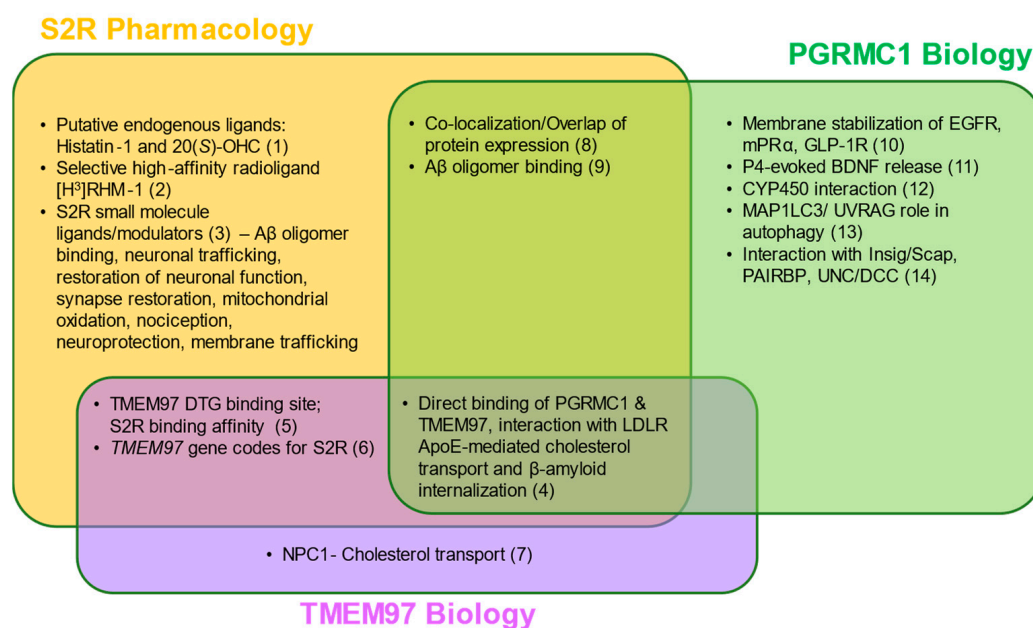 S2R Pharmacology
PGRMC1 Biology
• Putative endogenous ligands:
Histatin-1 and 20(S)-OHC (1)
• Selective high-affinity radioligand
[H³]RHM-1 (2)
• S2R small molecule
ligands/modulators (3) – Aβ oligomer
binding, neuronal trafficking,
restoration of neuronal function,
synapse restoration, mitochondrial
oxidation, nociception,
neuroprotection, membrane trafficking
• Co-localization/Overlap of
protein expression (8)
• Aβ oligomer binding (9)
• Membrane stabilization of EGFR,
mPRα, GLP-1R (10)
• P4-evoked BDNF release (11)
• CYP450 interaction (12)
• MAP1LC3/ UVRAG role in
autophagy (13)
• Interaction with Insig/Scap,
PAIRBP, UNC/DCC (14)
• TMEM97 DTG binding site;
S2R binding affinity (5)
• TMEM97 gene codes for S2R (6)
• Direct binding of PGRMC1 &
TMEM97, interaction with LDLR
ApoE-mediated cholesterol
transport and β-amyloid
internalization (4)
• NPC1- Cholesterol transport (7)
TMEM97 Biology